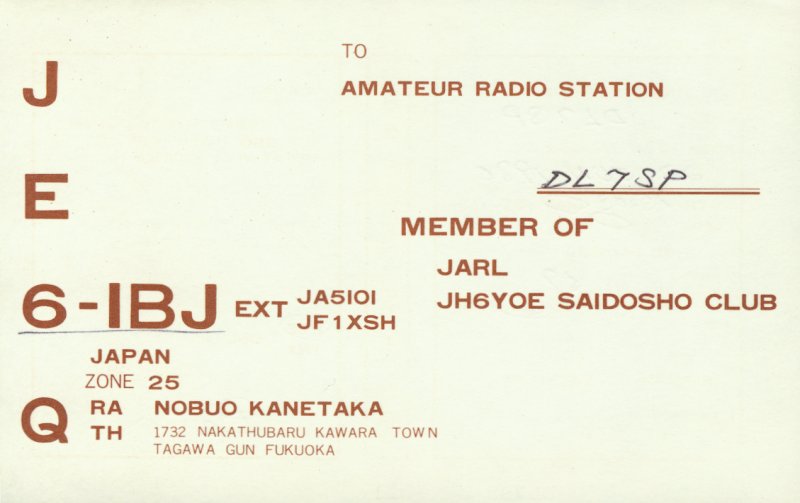 TO
AMATEUR RADIO STATION
DL7SP
MEMBER OF
JARL
JH6YOE SAIDOSHO CLUB
J
E
6-IBJ EXT JA5IOI
JF1XSH
JAPAN
ZONE 25
Q RA NOBUO KANETAKA
TH 1732 NAKATHUBARU KAWARA TOWN
TAGAWA GUN FUKUOKA